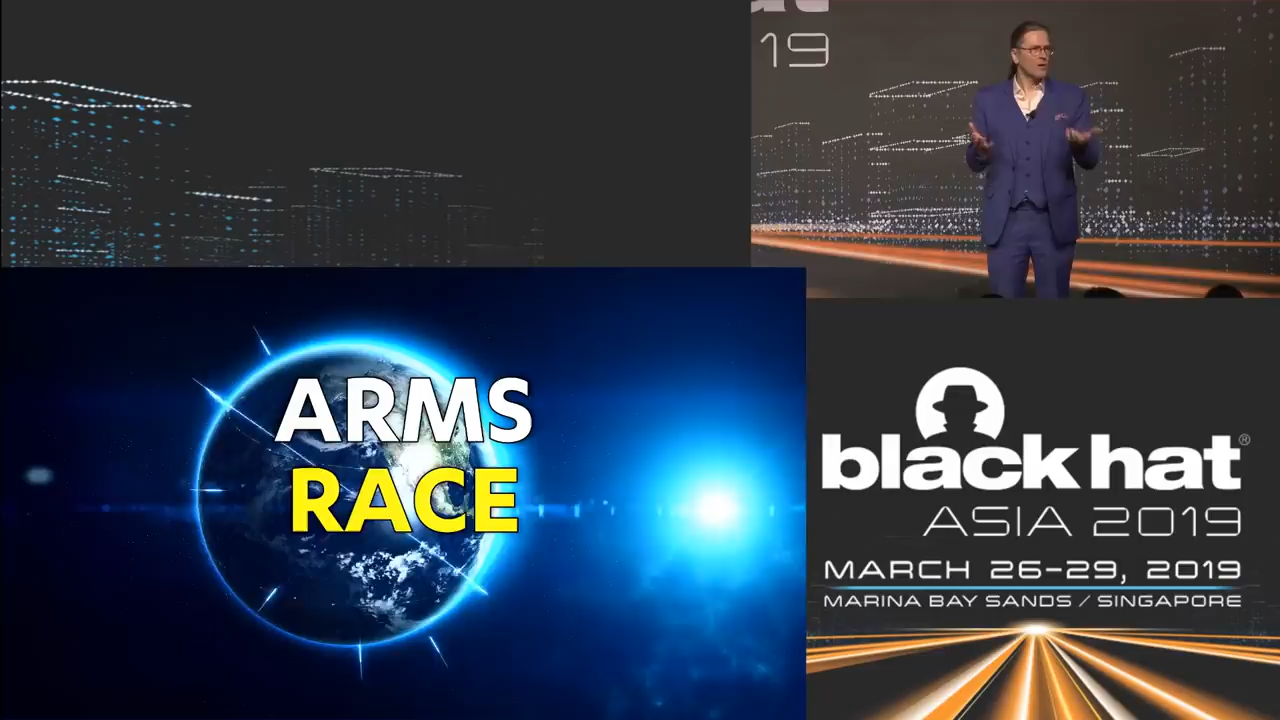 19
ARMS
RACE
black hat®
ASIA 2019
MARCH 26-29, 2019
MARINA BAY SANDS / SINGAPORE